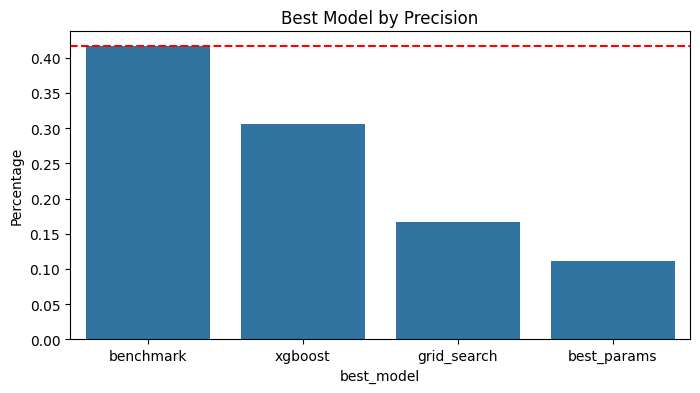 Best Model by Precision
Percentage
0.40
0.35
0.30
0.25
0.20
0.15
0.10
0.05
0.00
benchmark xgboost grid_search best_params
best_model